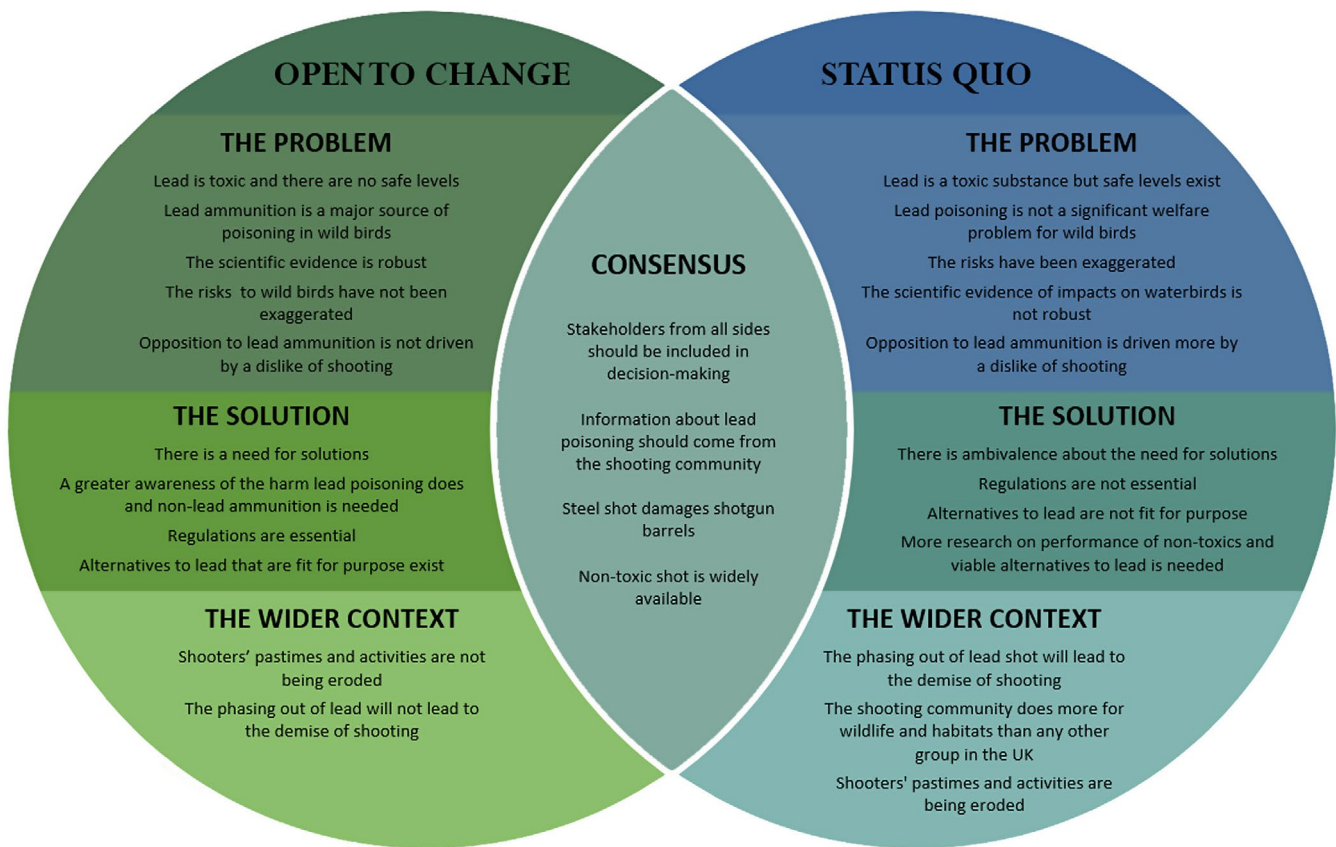 OPEN TO CHANGE
THE PROBLEM
Lead is toxic and there are no safe levels
Lead ammunition is a major source of
poisoning in wild birds
The scientific evidence is robust
The risks to wild birds have not been
exaggerated
Opposition to lead ammunition is not driven
by a dislike of shooting
THE SOLUTION
There is a need for solutions
A greater awareness of the harm lead poisoning does
and non-lead ammunition is needed
Regulations are essential
Alternatives to lead that are fit for purpose exist
THE WIDER CONTEXT
Shooters’ pastimes and activities are not
being eroded
The phasing out of lead will not lead to
the demise of shooting
CONSENSUS
Stakeholders from all sides
should be included in
decision-making
Information about lead
poisoning should come from
the shooting community
Steel shot damages shotgun
barrels
Non-toxic shot is widely
available
STATUS QUO
THE PROBLEM
Lead is a toxic substance but safe levels exist
Lead poisoning is not a significant welfare
problem for wild birds
The risks have been exaggerated
The scientific evidence of impacts on waterbirds is
not robust
Opposition to lead ammunition is driven more by
a dislike of shooting
THE SOLUTION
There is ambivalence about the need for solutions
Regulations are not essential
Alternatives to lead are not fit for purpose
More research on performance of non-toxics and
viable alternatives to lead is needed
THE WIDER CONTEXT
The phasing out of lead shot will lead to
the demise of shooting
The shooting community does more for
wildlife and habitats than any other
group in the UK
Shooters' pastimes and activities are
being eroded